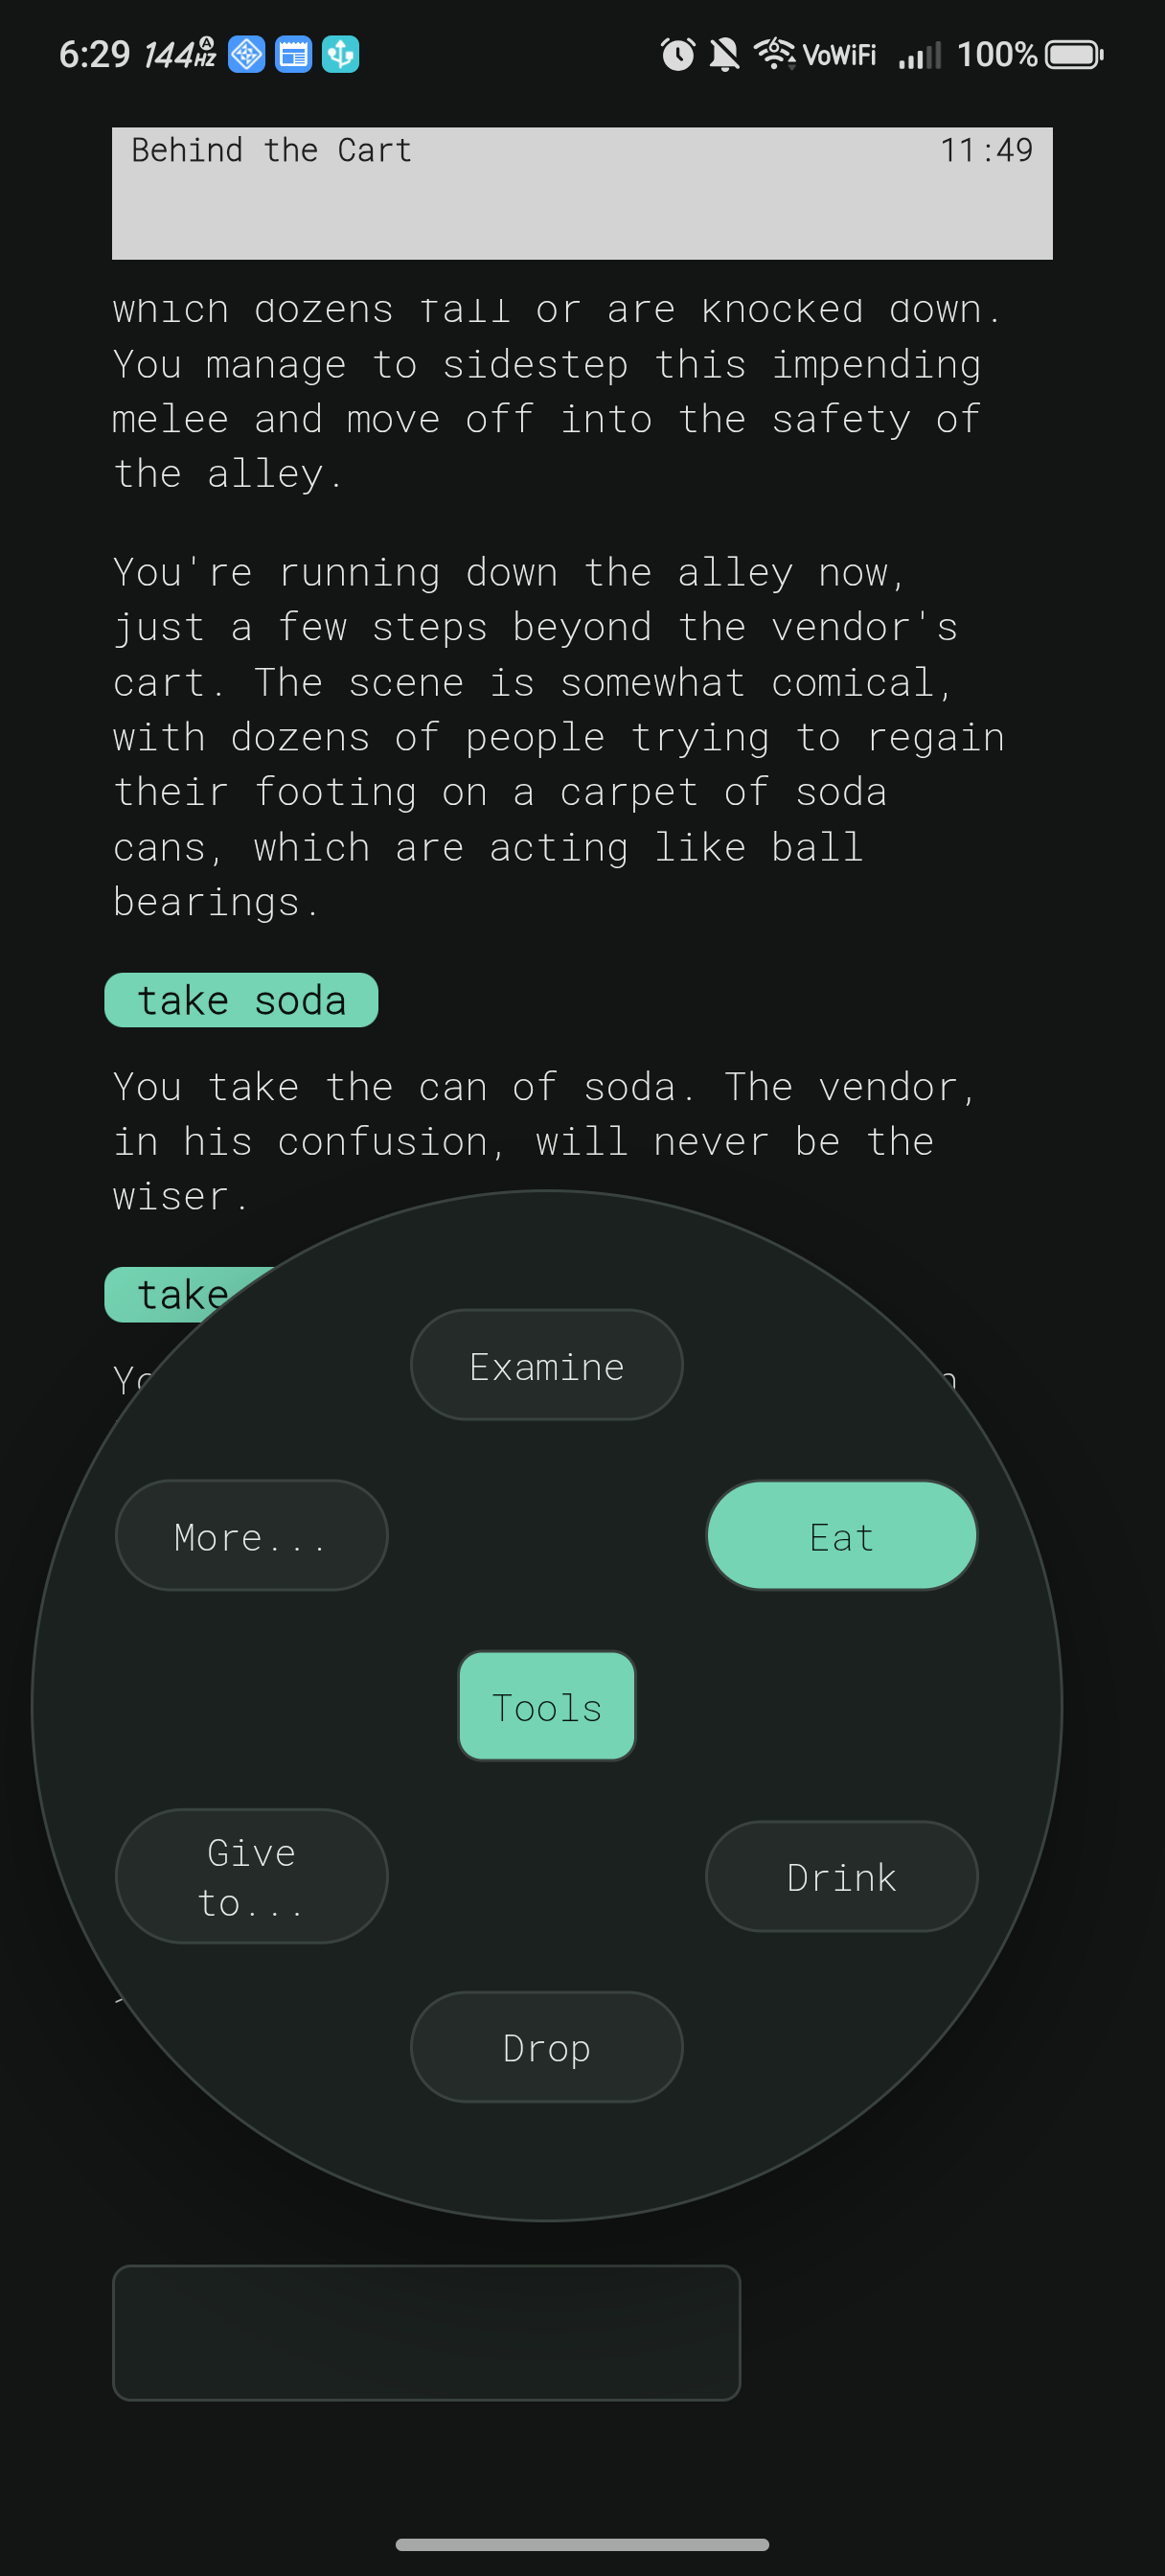 6:29 144HZ A 6 VoWiFi 100%
Behind the Cart 11:49
which dozens fall or are knocked down.
You manage to sidestep this impending
melee and move off into the safety of
the alley.
You're running down the alley now,
just a few steps beyond the vendor's
cart. The scene is somewhat comical,
with dozens of people trying to regain
their footing on a carpet of soda
cans, which are acting like ball
bearings.
take soda
You take the can of soda. The vendor,
in his confusion, will never be the
wiser.
take
Examine
More...
Eat
Tools
Give
to...
Drink
Drop